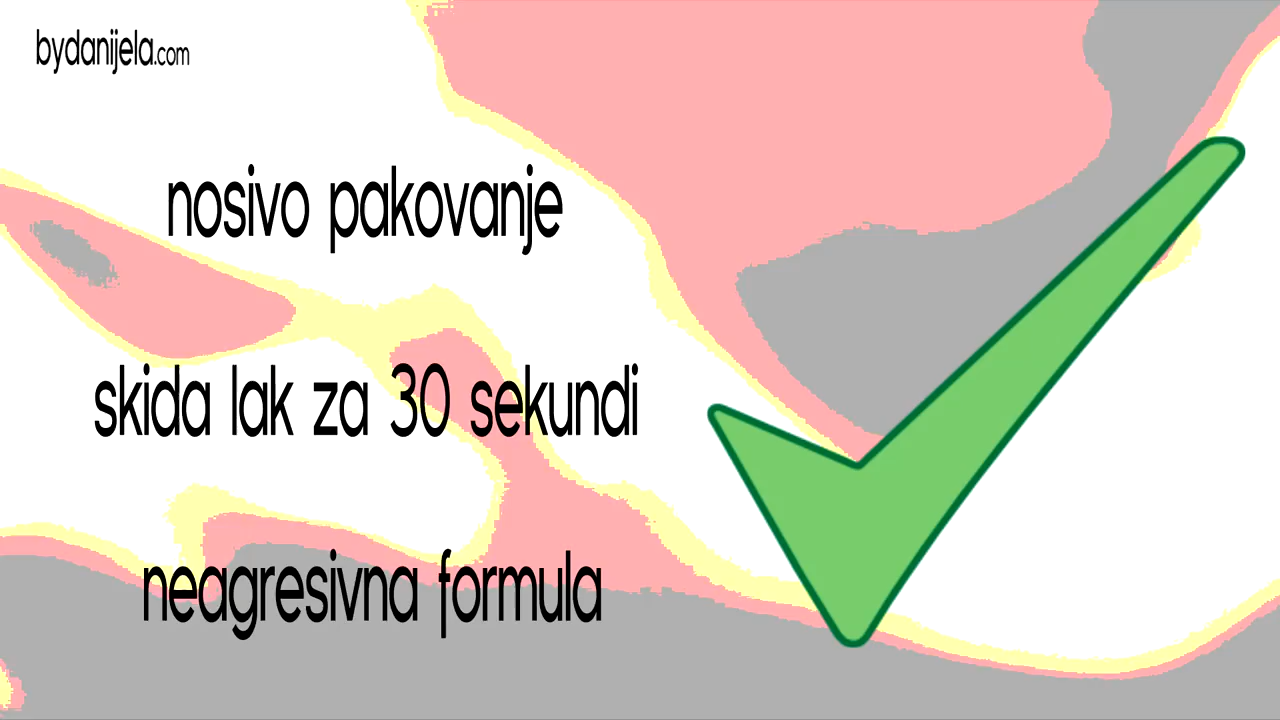 bydanijela.com
nosivo pakovanje
skida lak za 30 sekundi
neagresivna formula